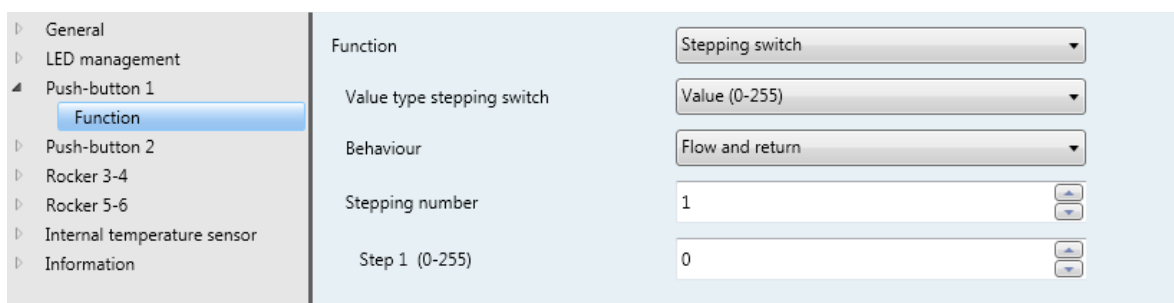 General
LED management
Push-button 1
Function
Push-button 2
Rocker 3-4
Rocker 5-6
Internal temperature sensor
Information
Function Stepping switch
Value type stepping switch Value (0-255)
Behaviour Flow and return
Stepping number 1
Step 1 (0-255) 0